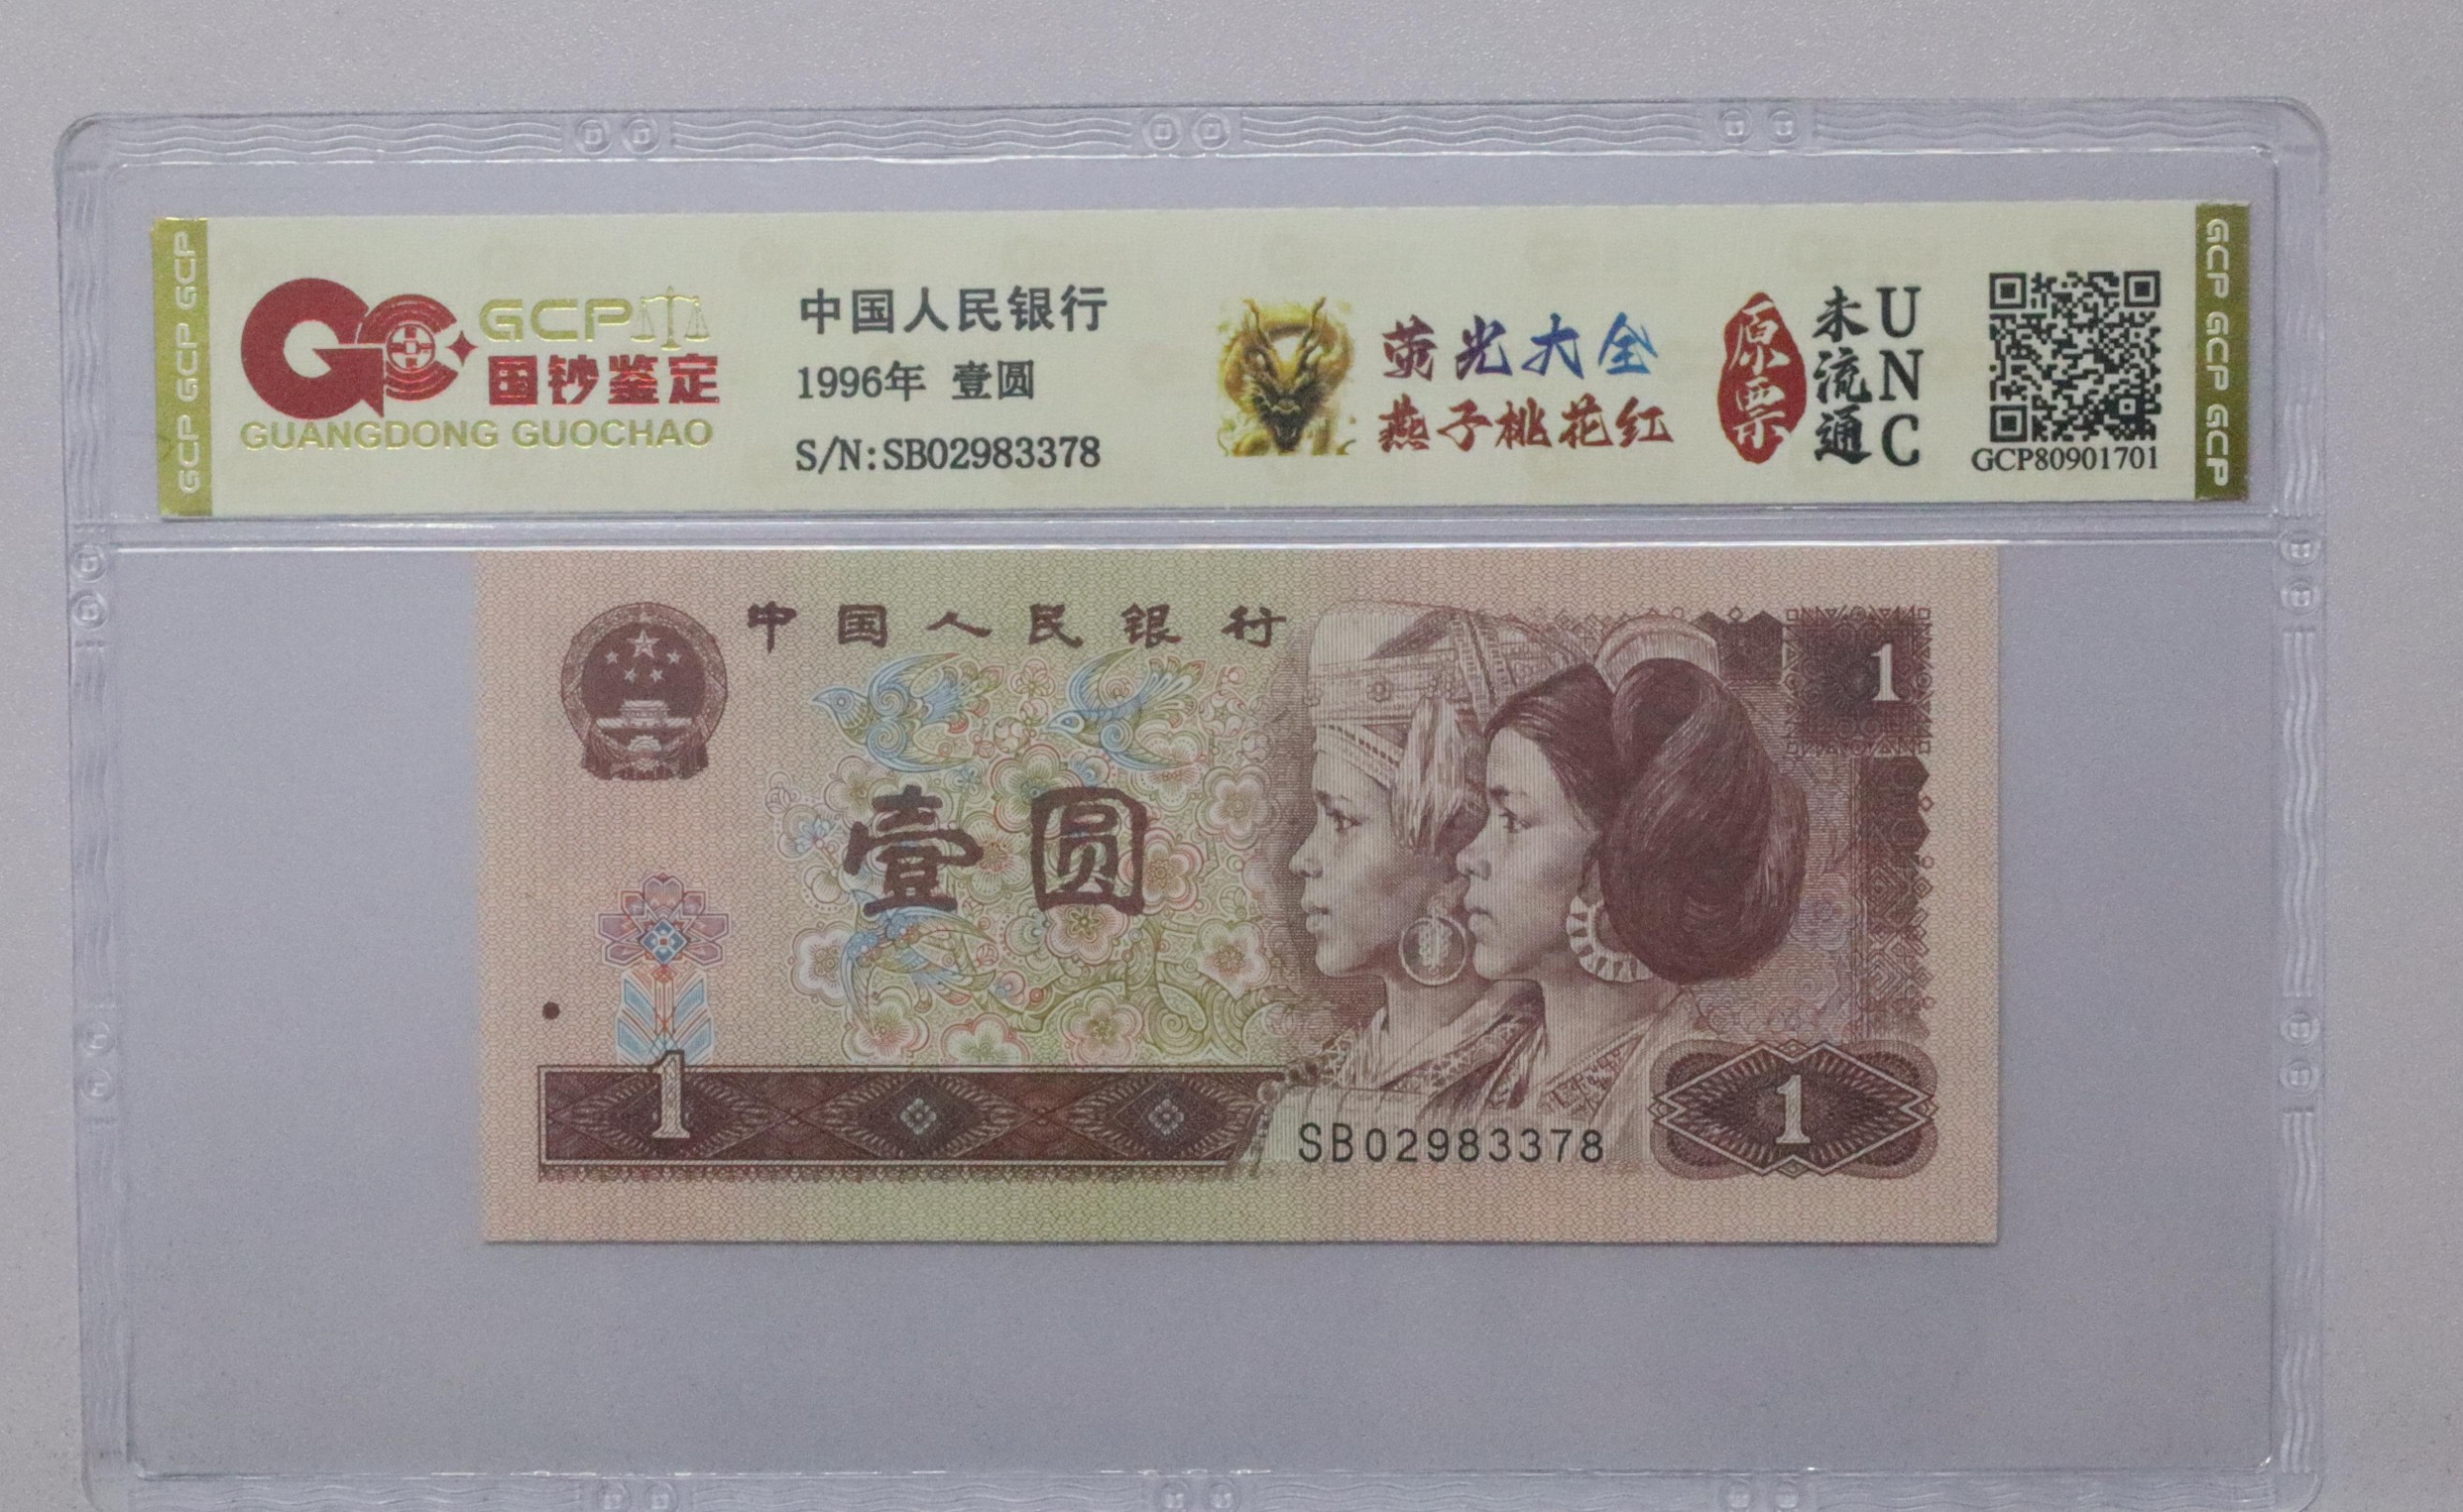 GCP GCP GCP
GCP
国钞鉴定
GUANGDONG GUOCHAO
中国人民银行
1996年 壹圆
S/N:SB02983378
荧光大全
燕子桃花红
原票
未流通
UNC
GCP80901701
GCP GCP GCP
中国人民银行
壹圆
1
1
1
SB02983378